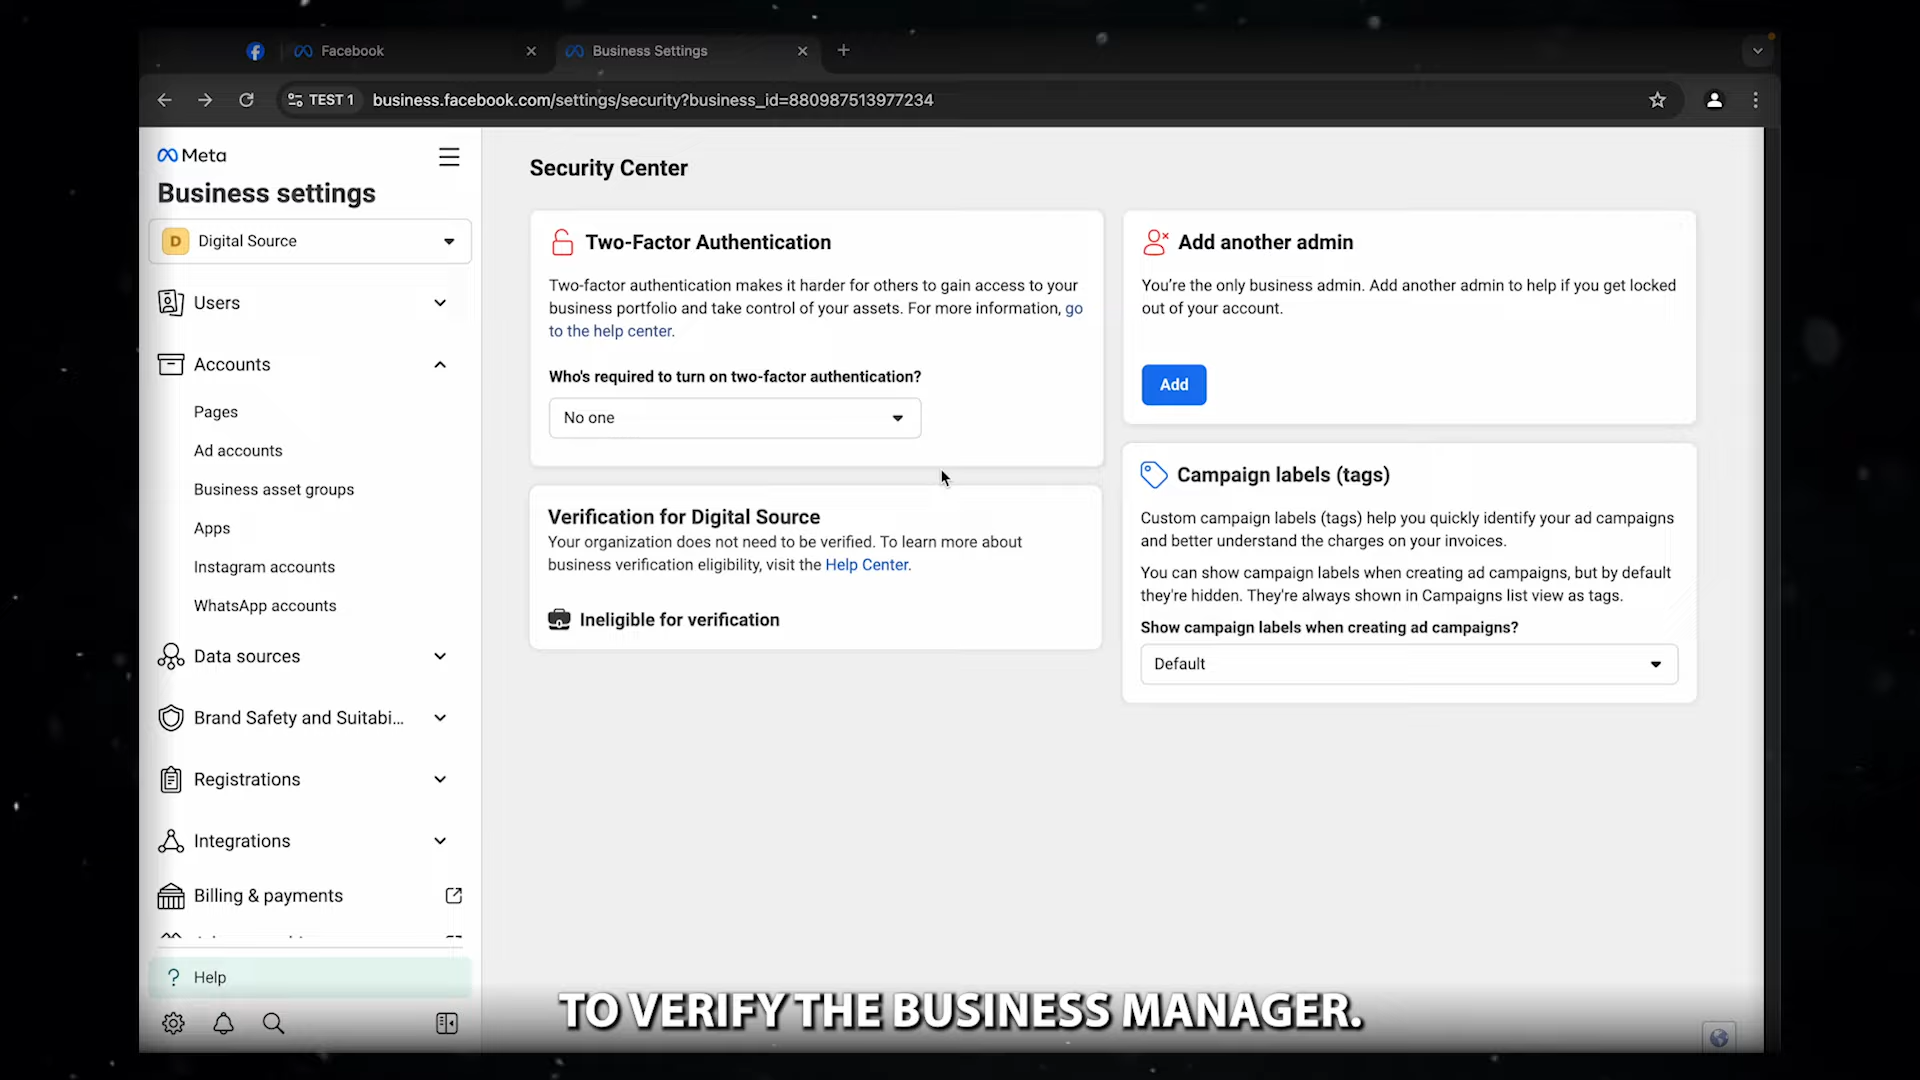 Facebook
Business Settings
TEST 1
business.facebook.com/settings/security?business_id=880987513977234
Meta
Business settings
D
Digital Source
Users
Accounts
Pages
Ad accounts
Business asset groups
Apps
Instagram accounts
WhatsApp accounts
Data sources
Brand Safety and Suitabi...
Registrations
Integrations
Billing & payments
? Help
Security Center
Two-Factor Authentication
Two-factor authentication makes it harder for others to gain access to your
business portfolio and take control of your assets. For more information, go
to the help center.
Who's required to turn on two-factor authentication?
No one
Verification for Digital Source
Your organization does not need to be verified. To learn more about
business verification eligibility, visit the Help Center.
Ineligible for verification
Add another admin
You're the only business admin. Add another admin to help if you get locked
out of your account.
Add
Campaign labels (tags)
Custom campaign labels (tags) help you quickly identify your ad campaigns
and better understand the charges on your invoices.
You can show campaign labels when creating ad campaigns, but by default
they're hidden. They're always shown in Campaigns list view as tags.
Show campaign labels when creating ad campaigns?
Default
TO VERIFY THE BUSINESS MANAGER.